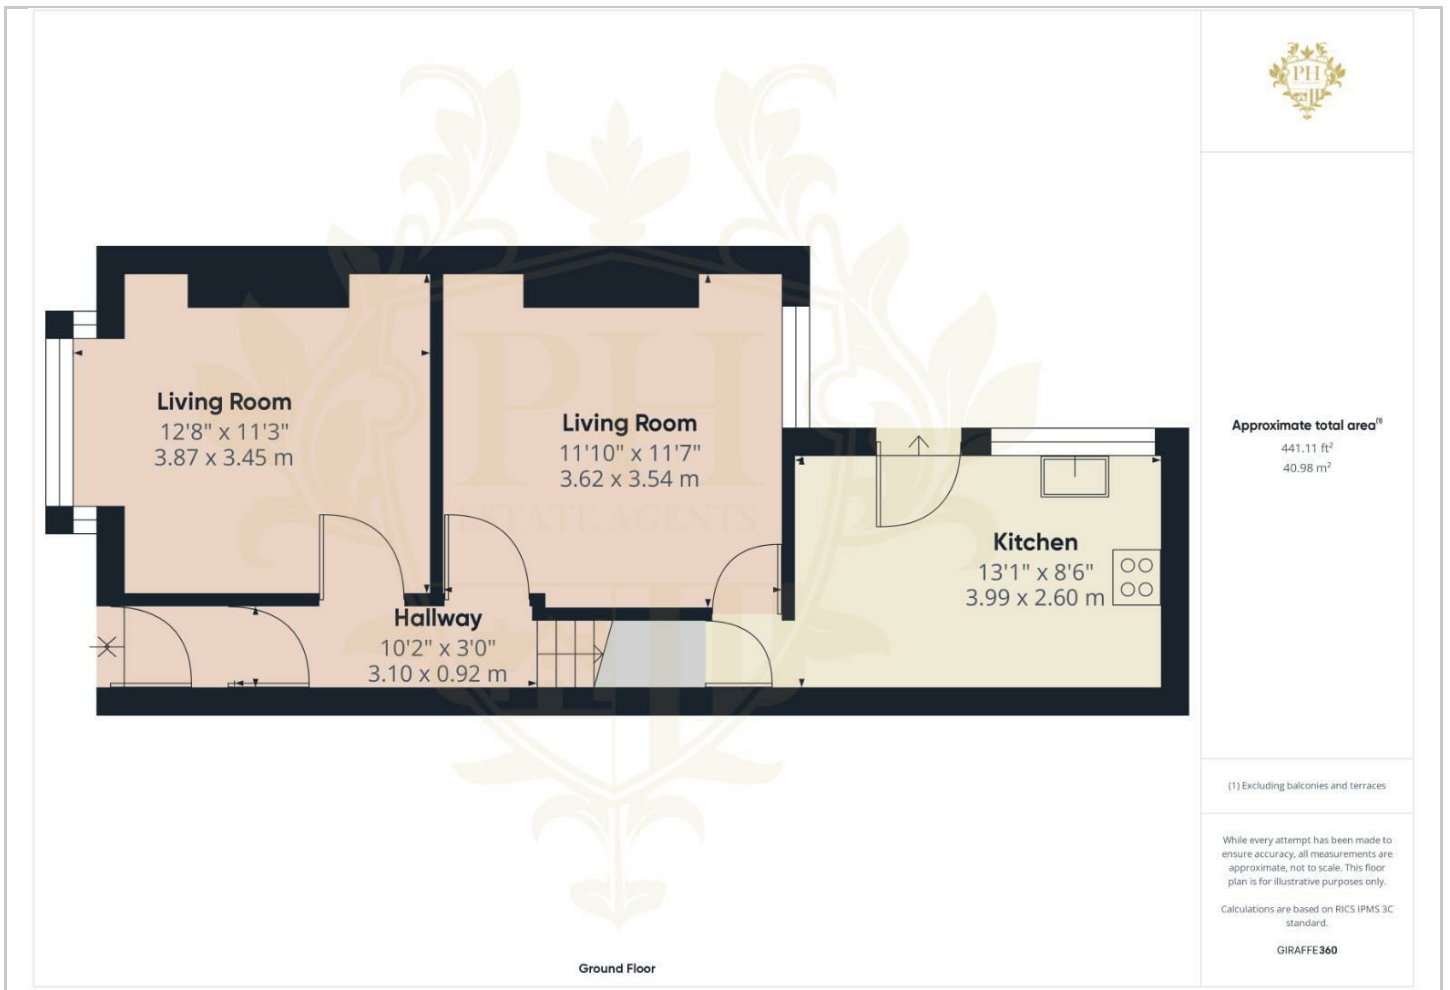 PH
Living Room
12'8" x 11'3"
3.87 x 3.45 m
Living Room
11'10" x 11'7"
3.62 x 3.54 m
Kitchen
13'1" x 8'6"
3.99 x 2.60 m
Hallway
10'2" x 3'0"
3.10 x 0.92 m
PH
ESTATE AGENTS
Ground Floor
Approximate total area⁽¹⁾
441.11 ft²
40.98 m²
(1) Excluding balconies and terraces
While every attempt has been made to
ensure accuracy, all measurements are
approximate, not to scale. This floor
plan is for illustrative purposes only.
Calculations are based on RICS IPMS 3C
standard.
GIRAFFE360